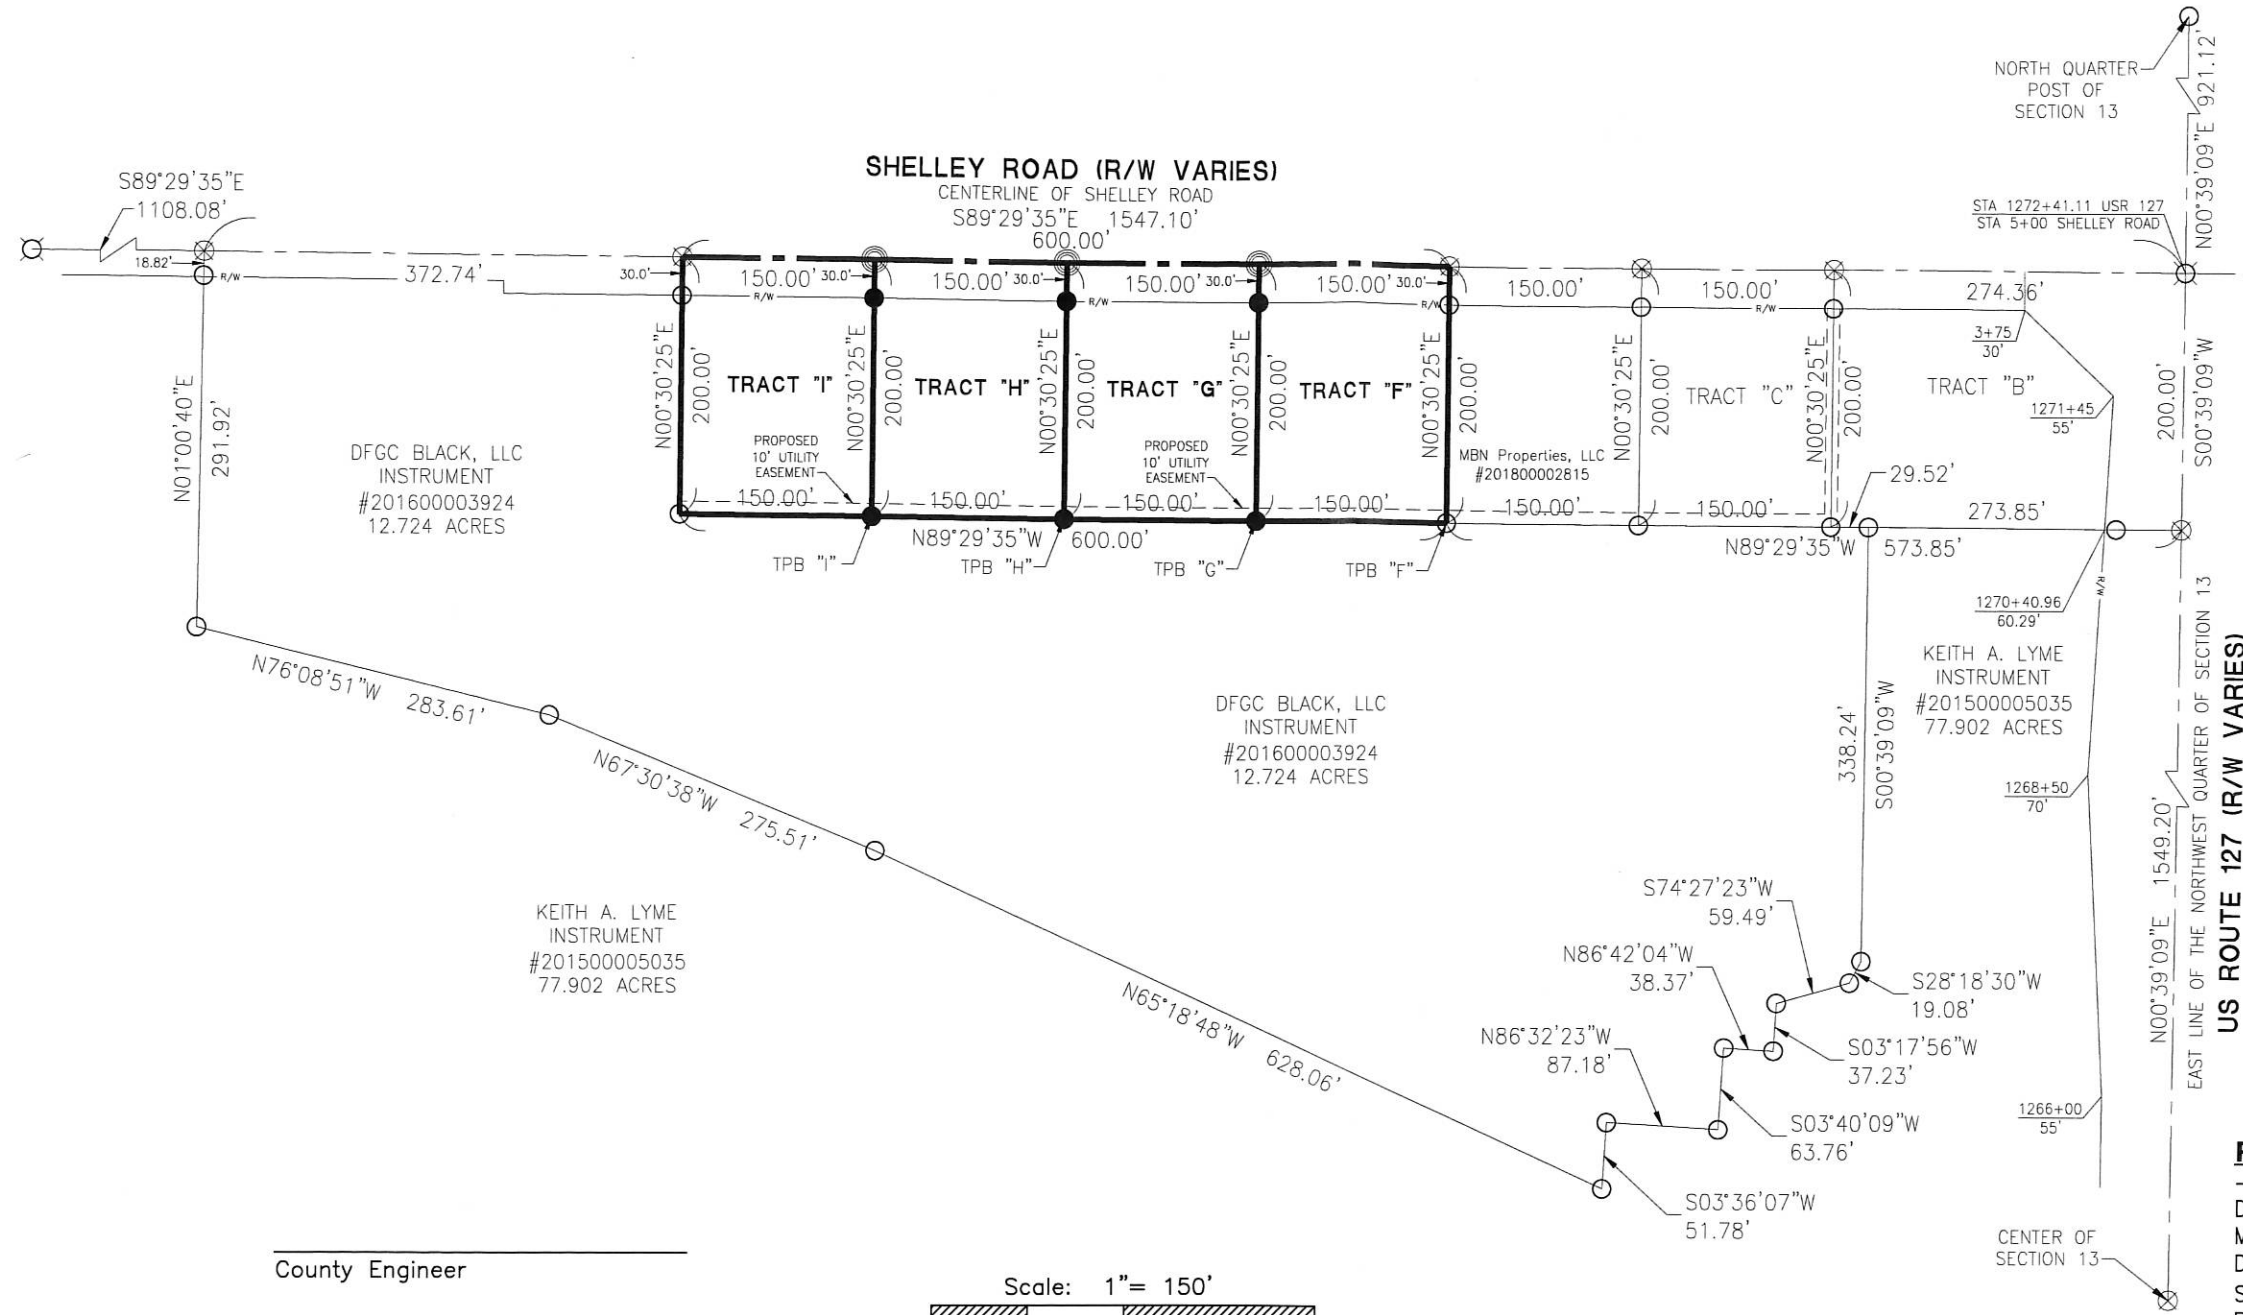 NORTH QUARTER
POST OF
SECTION 13
N00°39'09"E 921.12'
SHELLEY ROAD (R/W VARIES)
CENTERLINE OF SHELLEY ROAD
S89°29'35"E 1547.10'
600.00'
S89°29'35"E
1108.08'
STA 1272+41.11 USR 127
STA 5+00 SHELLEY ROAD
18.82'
R/W
372.74'
30.0'
150.00'
30.0'
R/W
150.00'
30.0'
R/W
150.00'
30.0'
150.00'
30.0'
R/W
150.00'
150.00'
R/W
274.36'
3+75
30'
N01°00'40"E
291.92'
N00°30'25"E
200.00'
TRACT "I"
N00°30'25"E
200.00'
TRACT "H"
N00°30'25"E
200.00'
TRACT "G"
N00°30'25"E
200.00'
TRACT "F"
N00°30'25"E
200.00'
N00°30'25"E
200.00'
TRACT "C"
N00°30'25"E
200.00'
TRACT "B"
1271+45
55'
200.00'
S00°39'09"W
DFGC BLACK, LLC
INSTRUMENT
#201600003924
12.724 ACRES
PROPOSED
10' UTILITY
EASEMENT
PROPOSED
10' UTILITY
EASEMENT
MBN Properties, LLC
#201800002815
29.52'
150.00'
150.00'
150.00'
150.00'
150.00'
150.00'
273.85'
N89°29'35"W 600.00'
N89°29'35"W 573.85'
TPB "I"
TPB "H"
TPB "G"
TPB "F"
R/W
1270+40.96
60.29'
KEITH A. LYME
INSTRUMENT
#201500005035
77.902 ACRES
N76°08'51"W 283.61'
N67°30'38"W 275.51'
DFGC BLACK, LLC
INSTRUMENT
#201600003924
12.724 ACRES
338.24'
S00°39'09"W
1268+50
70'
N00°39'09"E 1549.20'
EAST LINE OF THE NORTHWEST QUARTER OF SECTION 13
US ROUTE 127 (R/W VARIES)
KEITH A. LYME
INSTRUMENT
#201500005035
77.902 ACRES
N65°18'48"W 628.06'
S74°27'23"W
59.49'
N86°42'04"W
38.37'
S28°18'30"W
19.08'
N86°32'23"W
87.18'
S03°17'56"W
37.23'
S03°40'09"W
63.76'
1266+00
55'
S03°36'07"W
51.78'
CENTER OF
SECTION 13
County Engineer
Scale: 1"= 150'